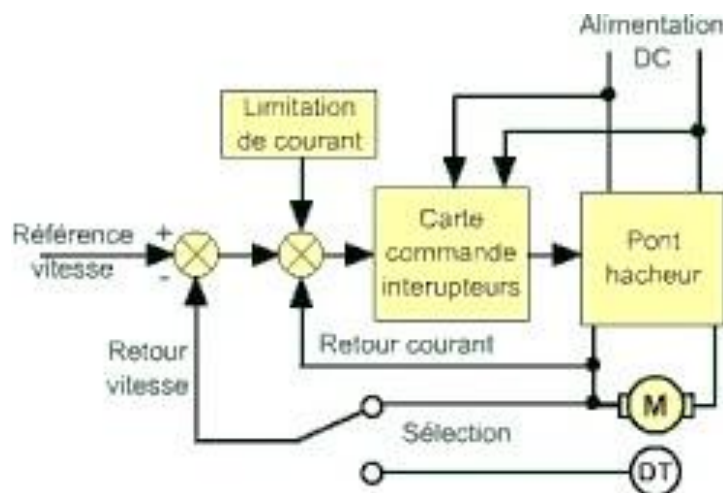 Alimentation
DC
Limitation
de courant
Référence
vitesse
+
-
Carte
commande
interupteurs
Pont
hacheur
Retour
vitesse
Retour courant
Sélection
M
DT